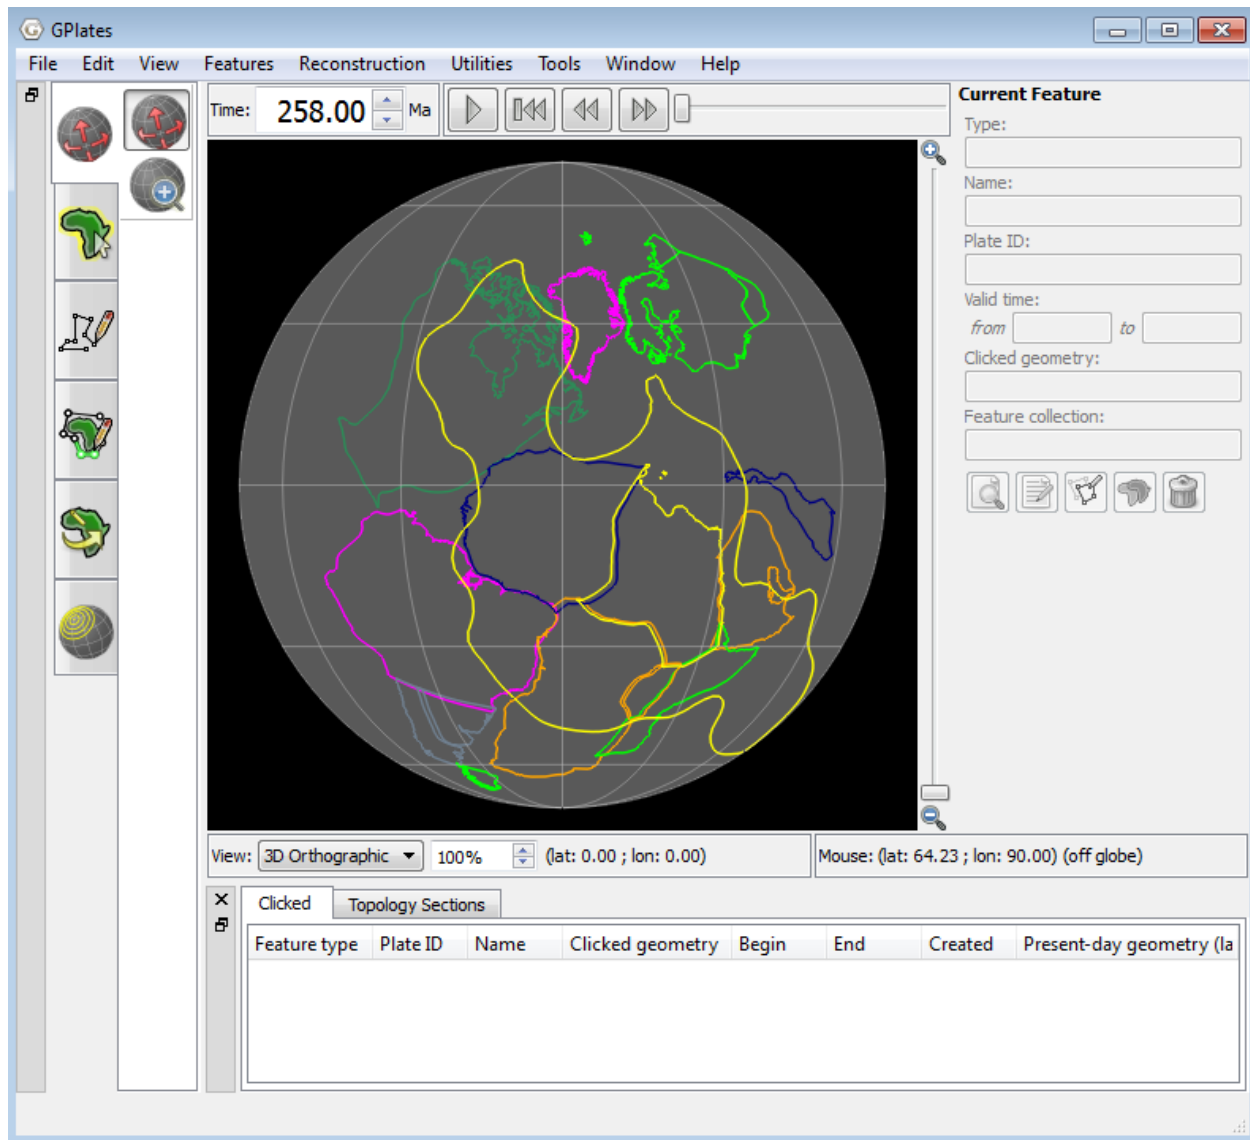 GPlates
File Edit View Features Reconstruction Utilities Tools Window Help
Time: 258.00 Ma
Current Feature
Type:
Name:
Plate ID:
Valid time:
from to
Clicked geometry:
Feature collection:
View: 3D Orthographic 100% (lat: 0.00 ; lon: 0.00) Mouse: (lat: 64.23 ; lon: 90.00) (off globe)
Clicked Topology Sections
Feature type Plate ID Name Clicked geometry Begin End Created Present-day geometry (la